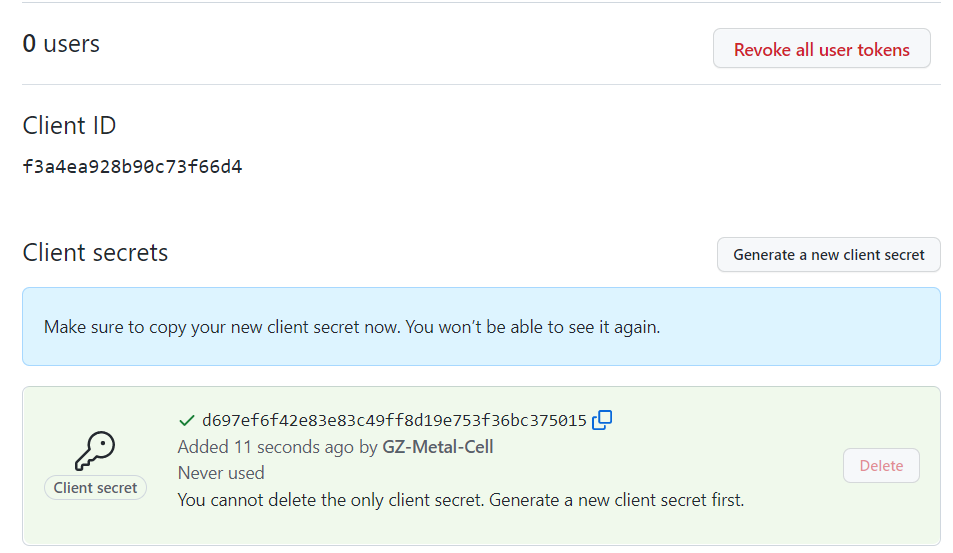 0 users
Revoke all user tokens
Client ID
f3a4ea928b90c73f66d4
Client secrets
Generate a new client secret
Make sure to copy your new client secret now. You won’t be able to see it again.
d697ef6f42e83e83c49ff8d19e753f36bc375015
Added 11 seconds ago by GZ-Metal-Cell
Never used
You cannot delete the only client secret. Generate a new client secret first.
Client secret
Delete